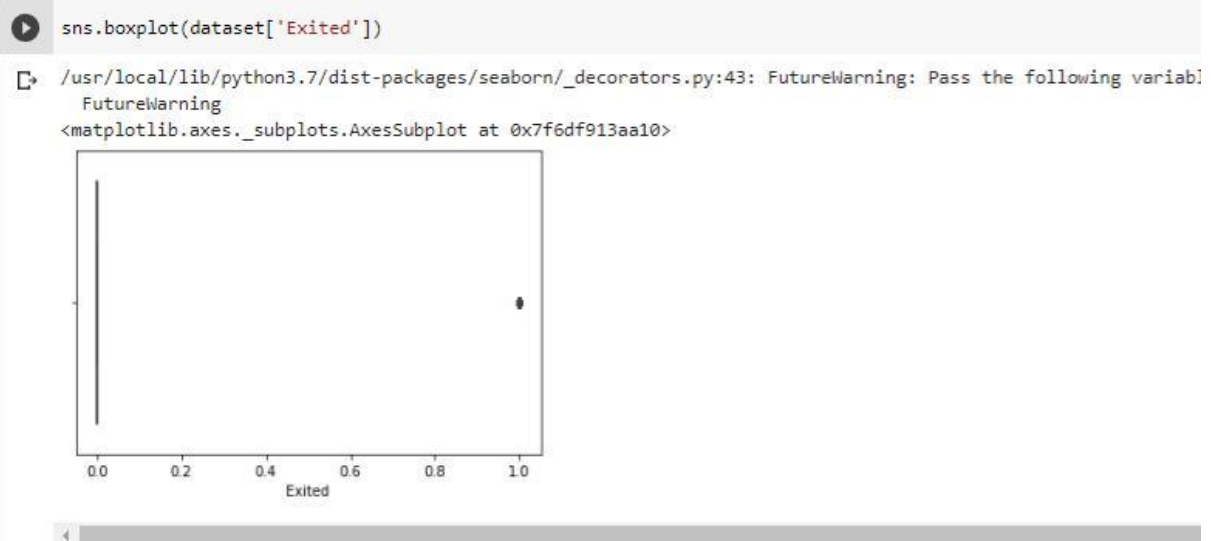 sns.boxplot(dataset['Exited'])
/usr/local/lib/python3.7/dist-packages/seaborn/_decorators.py:43: FutureWarning: Pass the following
FutureWarning
<matplotlib.axes._subplots.AxesSubplot at 0x7f6df913aa10>
0.0 0.2 0.4 0.6 0.8 1.0
Exited